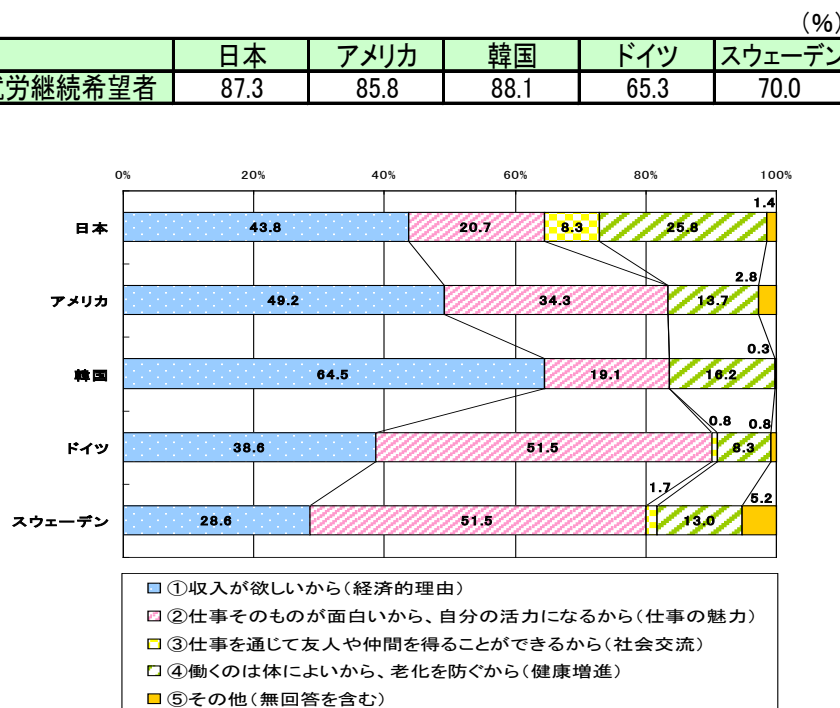 (%)
日本 アメリカ 韓国 ドイツ スウェーデン
労継続希望者 87.3 85.8 88.1 65.3 70.0
0% 20% 40% 60% 80% 100%
1.4
日本 43.8 20.7 8.3 25.8
2.8
アメリカ 49.2 34.3 13.7
0.3
韓国 64.5 19.1 16.2
0.8 0.8
ドイツ 38.6 51.5 8.3
1.7 5.2
スウェーデン 28.6 51.5 13.0
①収入が欲しいから(経済的理由)
②仕事そのものが面白いから、自分の活力になるから(仕事の魅力)
③仕事を通じて友人や仲間を得ることができるから(社会交流)
④働くのは体によいから、老化を防ぐから(健康増進)
⑤その他(無回答を含む)